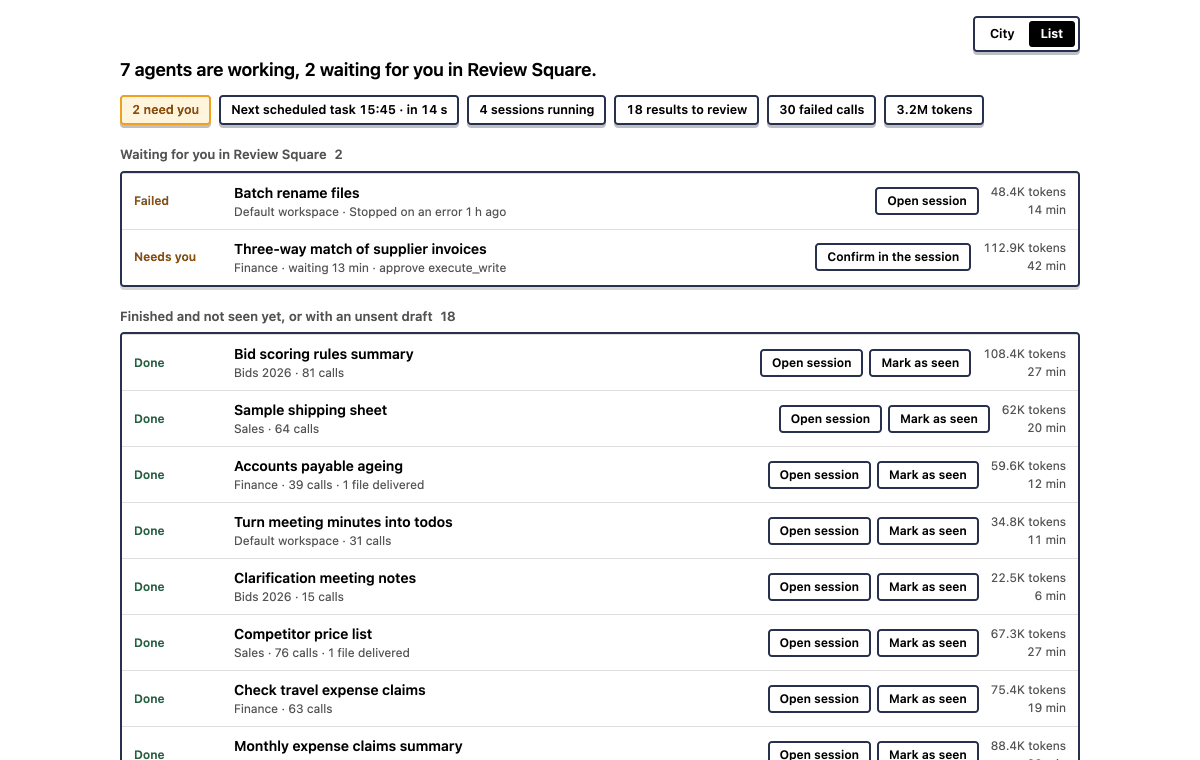 City List
7 agents are working, 2 waiting for you in Review Square.
2 need you
Next scheduled task 15:45 · in 14 s
4 sessions running
18 results to review
30 failed calls
3.2M tokens
Waiting for you in Review Square 2
Failed
Batch rename files
Default workspace · Stopped on an error 1 h ago
Open session
48.4K tokens
14 min
Needs you
Three-way match of supplier invoices
Finance · waiting 13 min · approve execute_write
Confirm in the session
112.9K tokens
42 min
Finished and not seen yet, or with an unsent draft 18
Done
Bid scoring rules summary
Bids 2026 · 81 calls
Open session
Mark as seen
108.4K tokens
27 min
Done
Sample shipping sheet
Sales · 64 calls
Open session
Mark as seen
62K tokens
20 min
Done
Accounts payable ageing
Finance · 39 calls · 1 file delivered
Open session
Mark as seen
59.6K tokens
12 min
Done
Turn meeting minutes into todos
Default workspace · 31 calls
Open session
Mark as seen
34.8K tokens
11 min
Done
Clarification meeting notes
Bids 2026 · 15 calls
Open session
Mark as seen
22.5K tokens
6 min
Done
Competitor price list
Sales · 76 calls · 1 file delivered
Open session
Mark as seen
67.3K tokens
27 min
Done
Check travel expense claims
Finance · 63 calls
Open session
Mark as seen
75.4K tokens
19 min
Done
Monthly expense claims summary
Open session
Mark as seen
88.4K tokens